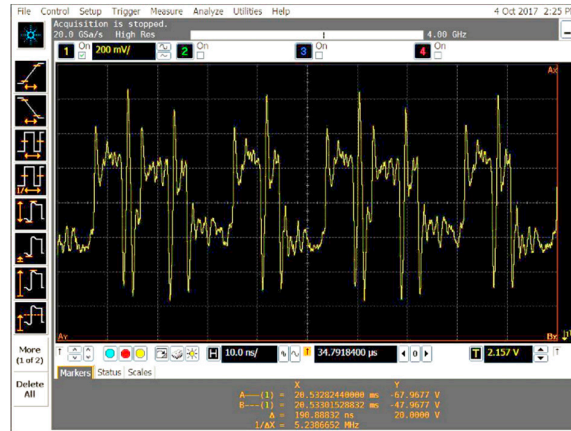 File Control Setup Trigger Measure Analyze Utilities Help 4 Oct 2017 2:25 P
Acquisition is stopped.
20.0 GSa/s High Res 4.00 GHz
1 On 200 mV/ 2 On 3 On 4 On
Ax
Ay Bx
More
(1 of 2)
Delete
All
H 10.0 ns/ 34.7918400 µs 0 T 2.157 V
Markers Status Scales
X Y
A---(1) = 20.53282440000 ms -67.9677 V
B---(1) = 20.53301528832 ms -47.9677 V
Δ = 190.88832 ns 20.0000 V
1/ΔX = 5.2386652 MHz